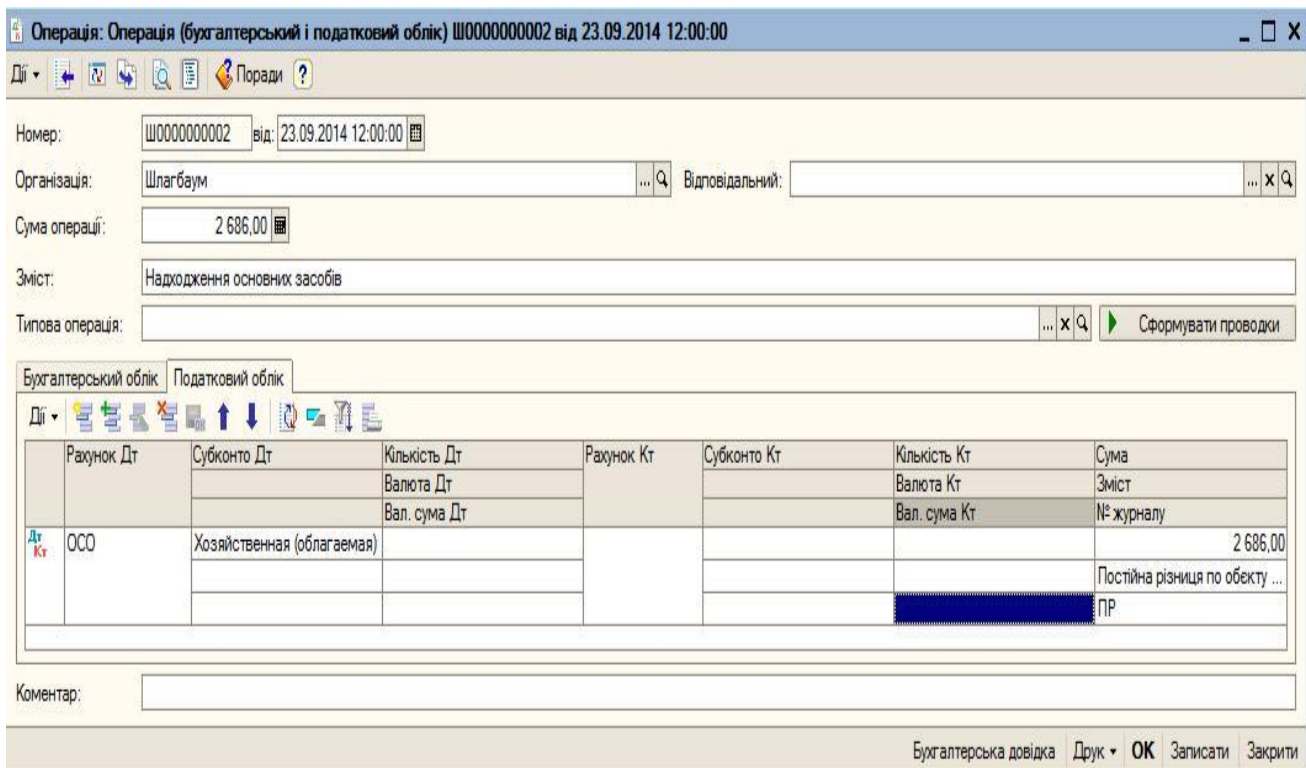 Операція: Операція (бухгалтерський і податковий облік) Ш0000000002 від 23.09.2014 12:00:00
Дії Поради ?
Номер: Ш0000000002 від: 23.09.2014 12:00:00
Організація: Шлагбаум ... Відповідальний: ... x
Сума операції: 2 686,00
Зміст: Надходження основних засобів
Типова операція: ... x Сформувати проводки
Бухгалтерський облік Податковий облік
Дії
Рахунок Дт Субконто Дт Кількість Дт Рахунок Кт Субконто Кт Кількість Кт Сума
Валюта Дт Валюта Кт Зміст
Вал. сума Дт Вал. сума Кт № журналу
Дт Кт ОСО Хозяйственная (облагаемая) 2 686,00
Постійна різниця по обєкту ...
ПР
Коментар:
Бухгалтерська довідка Друк OK Записати Закрити